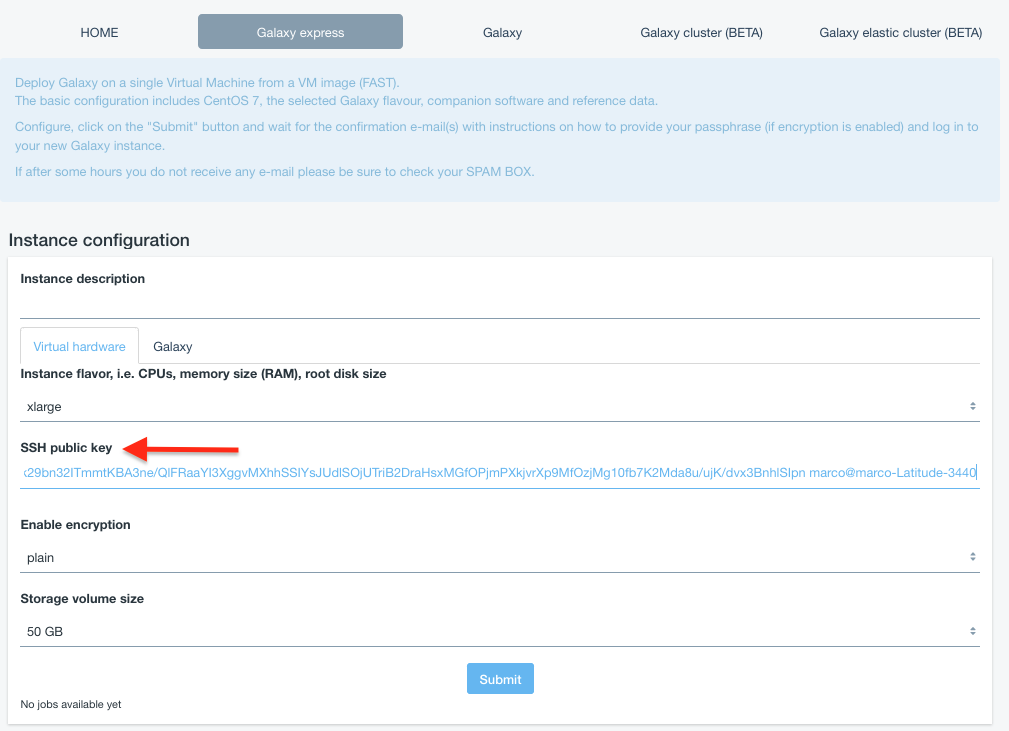 HOME
Galaxy express
Galaxy
Galaxy cluster (BETA)
Galaxy elastic cluster (BETA)
Deploy Galaxy on a single Virtual Machine from a VM image (FAST).
The basic configuration includes CentOS 7, the selected Galaxy flavour, companion software and reference data.
Configure, click on the "Submit" button and wait for the confirmation e-mail(s) with instructions on how to provide your passphrase (if encryption is enabled) and log in to
your new Galaxy instance.
If after some hours you do not receive any e-mail please be sure to check your SPAM BOX.
Instance configuration
Instance description
Virtual hardware
Galaxy
Instance flavor, i.e. CPUs, memory size (RAM), root disk size
xlarge
SSH public key
marco@marco-Latitude-3440
Enable encryption
plain
Storage volume size
50 GB
Submit
No jobs available yet